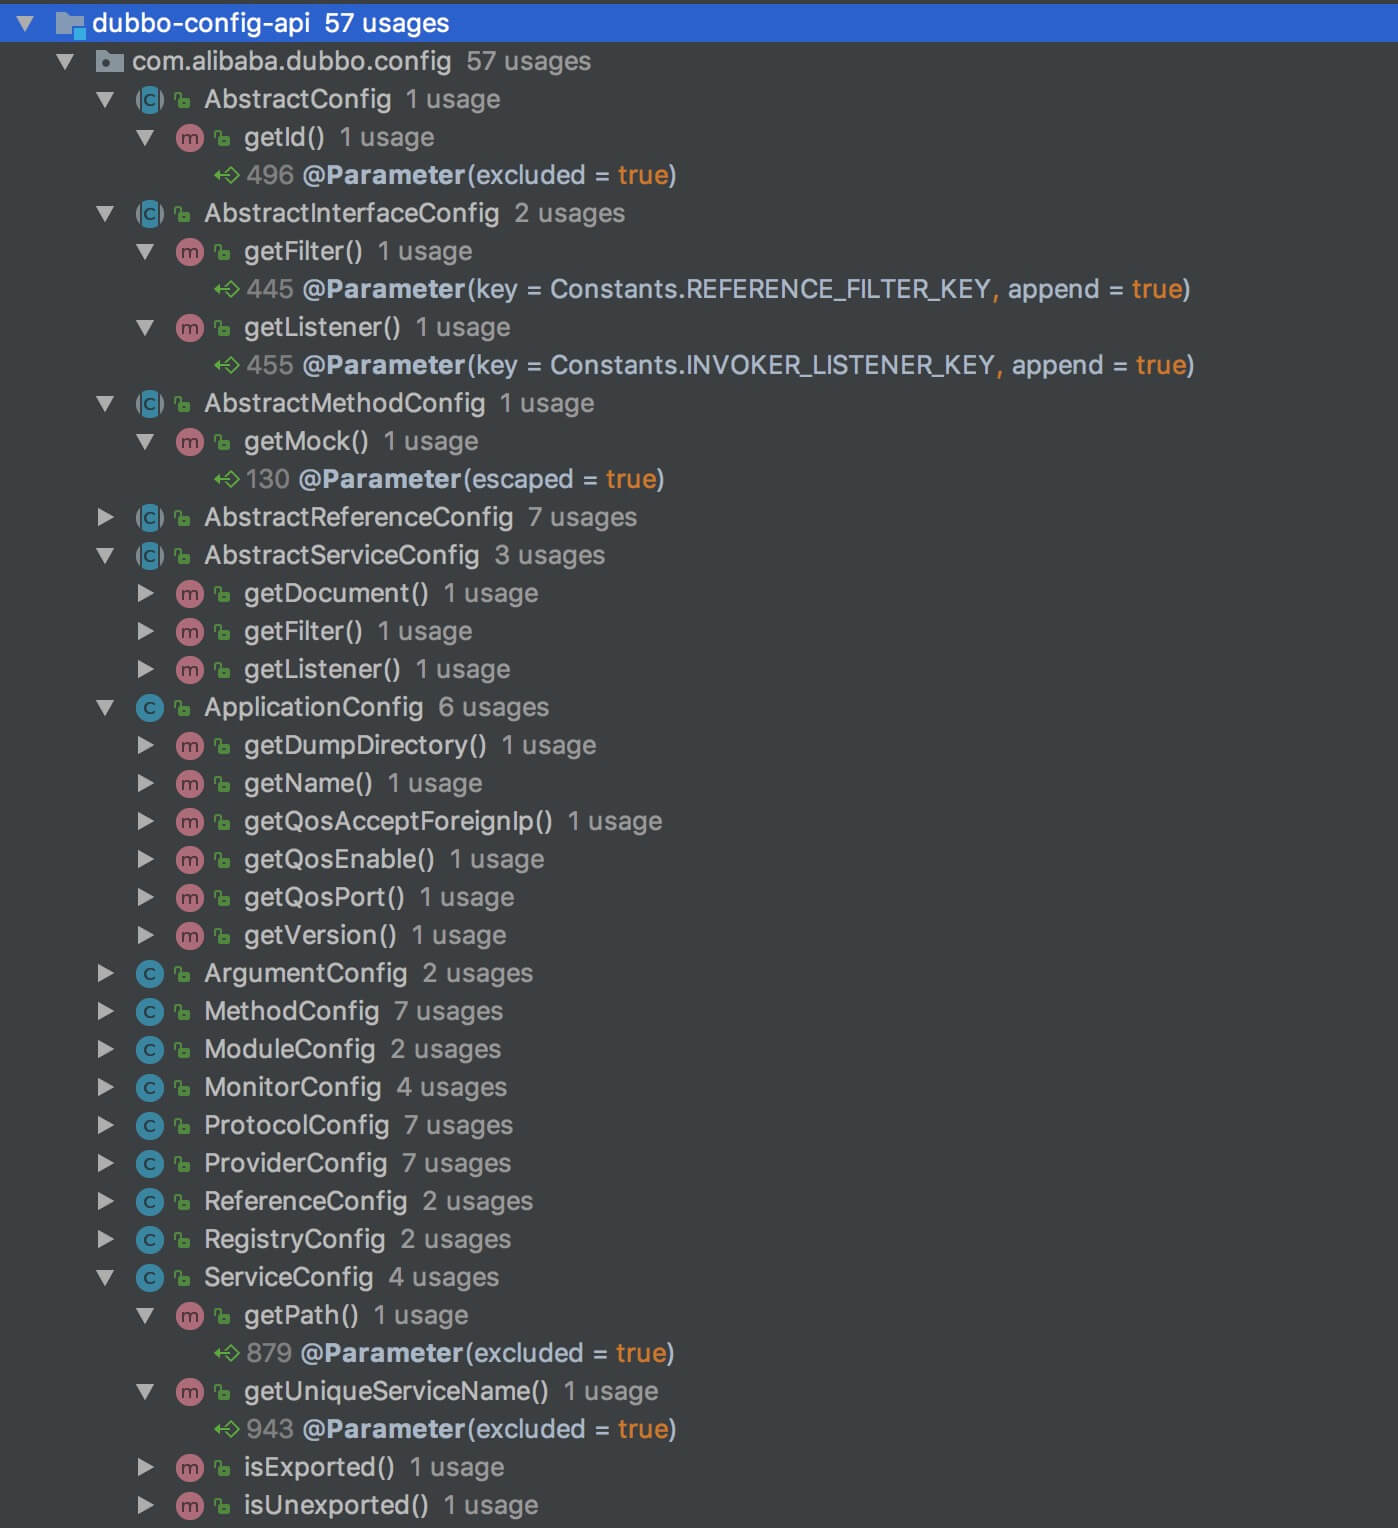 dubbo-config-api 57 usages
com.alibaba.dubbo.config 57 usages
C AbstractConfig 1 usage
m getId() 1 usage
496 @Parameter(excluded = true)
C AbstractInterfaceConfig 2 usages
m getFilter() 1 usage
445 @Parameter(key = Constants.REFERENCE_FILTER_KEY, append = true)
m getListener() 1 usage
455 @Parameter(key = Constants.INVOKER_LISTENER_KEY, append = true)
C AbstractMethodConfig 1 usage
m getMock() 1 usage
130 @Parameter(escaped = true)
C AbstractReferenceConfig 7 usages
C AbstractServiceConfig 3 usages
m getDocument() 1 usage
m getFilter() 1 usage
m getListener() 1 usage
C ApplicationConfig 6 usages
m getDumpDirectory() 1 usage
m getName() 1 usage
m getQosAcceptForeignIp() 1 usage
m getQosEnable() 1 usage
m getQosPort() 1 usage
m getVersion() 1 usage
C ArgumentConfig 2 usages
C MethodConfig 7 usages
C ModuleConfig 2 usages
C MonitorConfig 4 usages
C ProtocolConfig 7 usages
C ProviderConfig 7 usages
C ReferenceConfig 2 usages
C RegistryConfig 2 usages
C ServiceConfig 4 usages
m getPath() 1 usage
879 @Parameter(excluded = true)
m getUniqueServiceName() 1 usage
943 @Parameter(excluded = true)
m isExported() 1 usage
m isUnexported() 1 usage